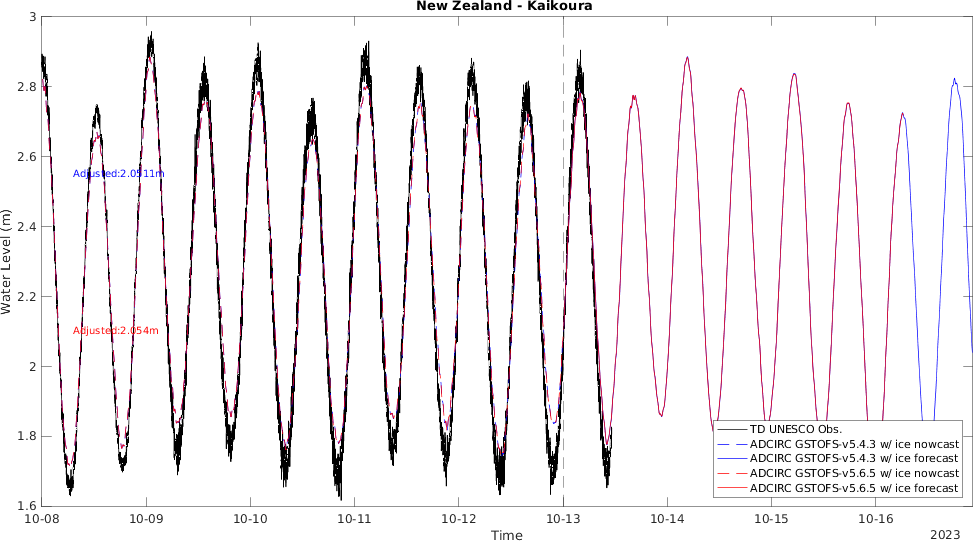 New Zealand - Kaikoura
3
2.8
2.6
2.4
2.2
2
1.8
1.6
Water Level (m)
Adjusted:2.0511m
Adjusted:2.054m
TD UNESCO Obs.
ADCIRC GSTOFS-v5.4.3 w/ ice nowcast
ADCIRC GSTOFS-v5.4.3 w/ ice forecast
ADCIRC GSTOFS-v5.6.5 w/ ice nowcast
ADCIRC GSTOFS-v5.6.5 w/ ice forecast
10-08 10-09 10-10 10-11 10-12 10-13 10-14 10-15 10-16
Time
2023